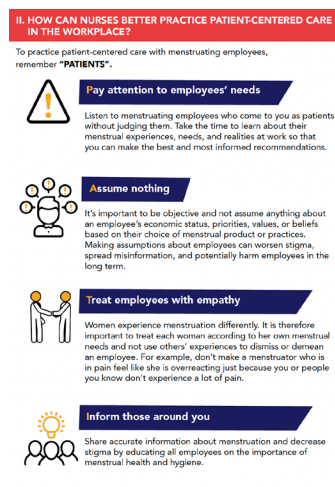 II. HOW CAN NURSES BETTER PRACTICE PATIENT-CENTERED CARE
IN THE WORKPLACE?
To practice patient-centered care with menstruating employees,
remember "PATIENTS".
Pay attention to employees' needs
Listen to menstruating employees who come to you as patients
without judging them. Take the time to learn about their
menstrual experiences, needs, and realities at work so that
you can make the best and most informed recommendations.
Assume nothing
It's important to be objective and not assume anything about
an employee's economic status, priorities, values, or beliefs
based on their choice of menstrual product or practices.
Making assumptions about employees can worsen stigma,
spread misinformation, and potentially harm employees in the
long term.
Treat employees with empathy
Women experience menstruation differently. It is therefore
important to treat each woman according to her own menstrual
needs and not use others' experiences to dismiss or demean
an employee. For example, don't make a menstruator who is
in pain feel like she is overreacting just because you or people
you know don't experience a lot of pain.
Inform those around you
Share accurate information about menstruation and decrease
stigma by educating all employees on the importance of
menstrual health and hygiene.